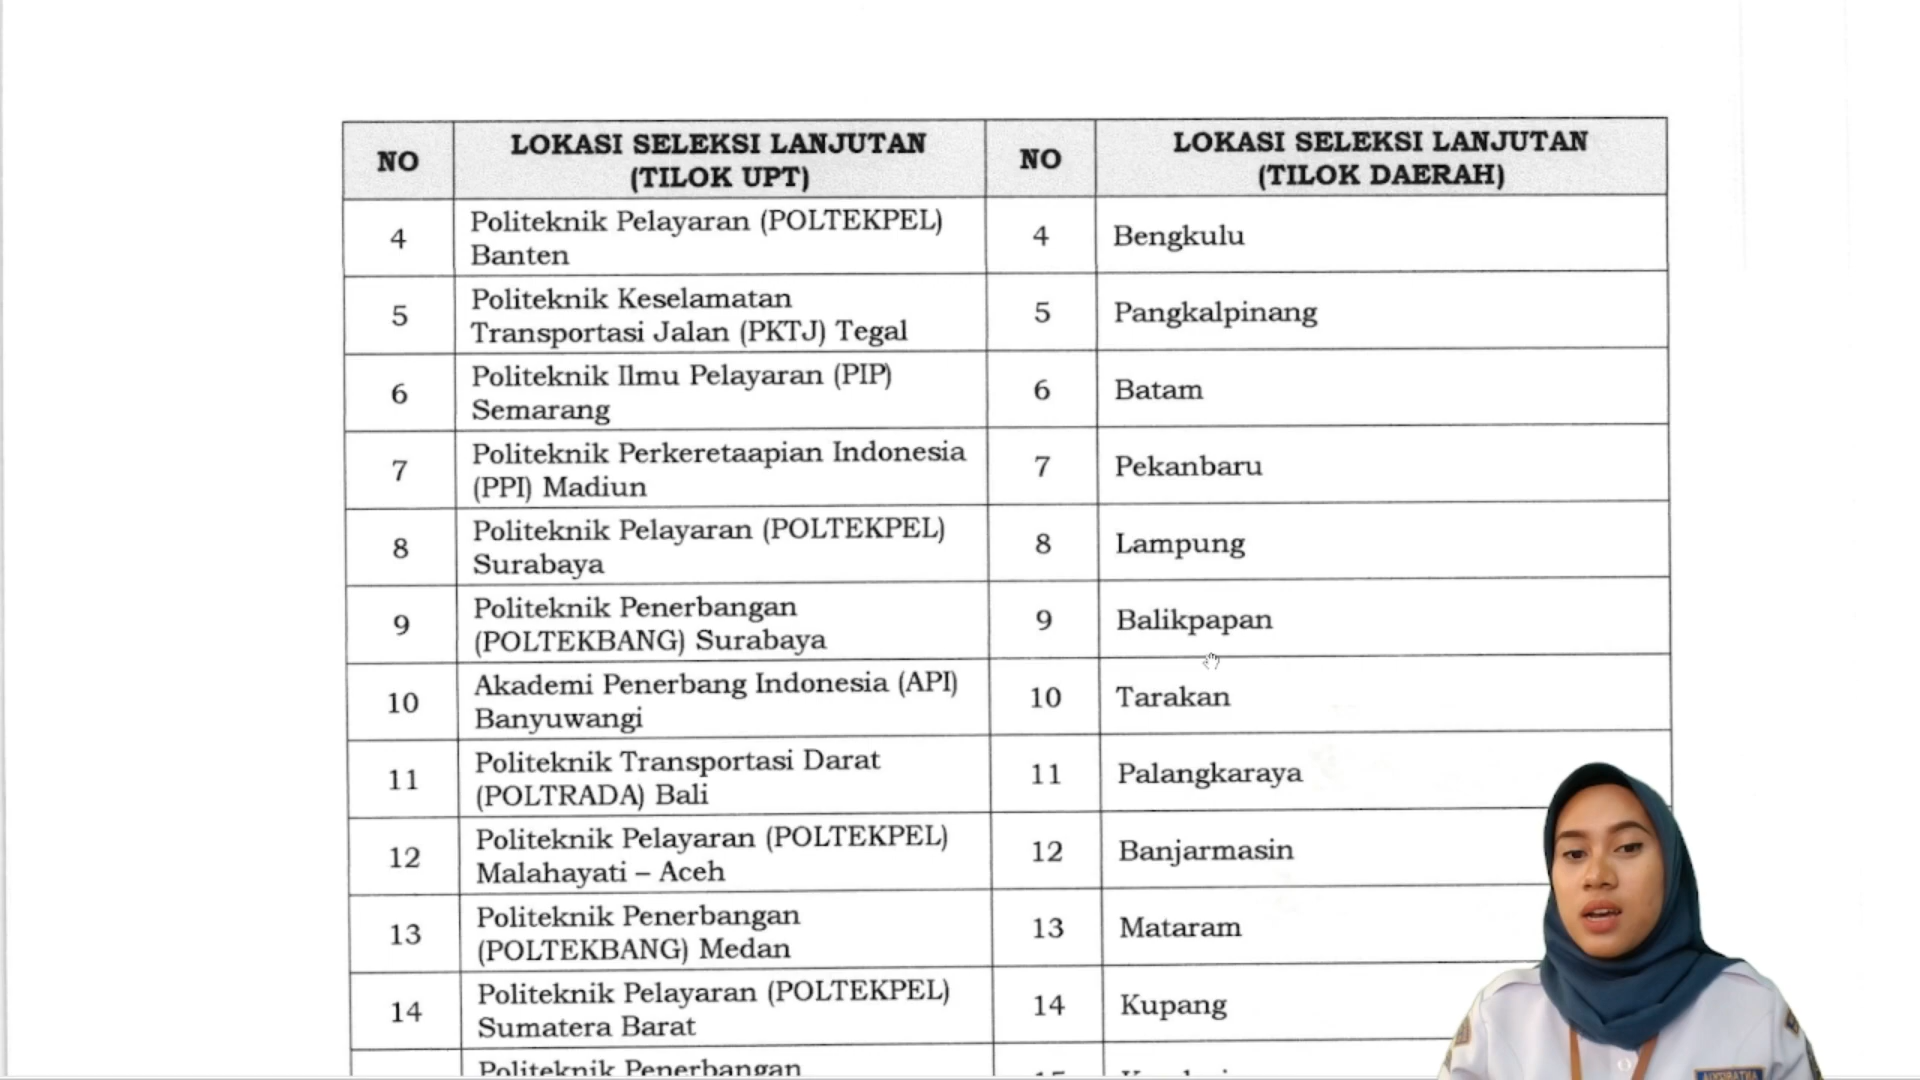 NO
LOKASI SELEKSI LANJUTAN
(TILOK UPT)
NO
LOKASI SELEKSI LANJUTAN
(TILOK DAERAH)
4
Politeknik Pelayaran (POLTEKPEL)
Banten
4
Bengkulu
5
Politeknik Keselamatan
Transportasi Jalan (PKTJ) Tegal
5
Pangkalpinang
6
Politeknik Ilmu Pelayaran (PIP)
Semarang
6
Batam
7
Politeknik Perkeretaapian Indonesia
(PPI) Madiun
7
Pekanbaru
8
Politeknik Pelayaran (POLTEKPEL)
Surabaya
8
Lampung
9
Politeknik Penerbangan
(POLTEKBANG) Surabaya
9
Balikpapan
10
Akademi Penerbang Indonesia (API)
Banyuwangi
10
Tarakan
11
Politeknik Transportasi Darat
(POLTRADA) Bali
11
Palangkaraya
12
Politeknik Pelayaran (POLTEKPEL)
Malahayati – Aceh
12
Banjarmasin
13
Politeknik Penerbangan
(POLTEKBANG) Medan
13
Mataram
14
Politeknik Pelayaran (POLTEKPEL)
Sumatera Barat
14
Kupang
Politeknik Penerbangan